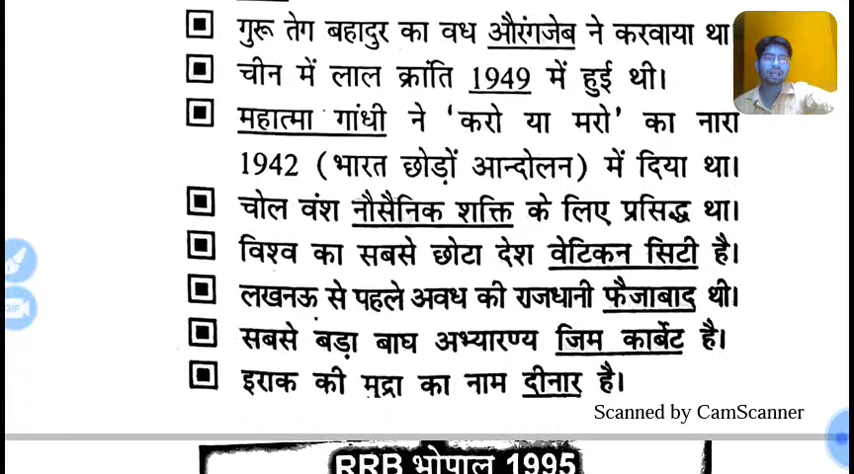 गुरू तेग बहादुर का वध औरंगजेब ने करवाया था
चीन में लाल क्रांति 1949 में हुई थी।
महात्मा गांधी ने 'करो या मरो' का नारा
1942 (भारत छोड़ों आन्दोलन) में दिया था।
चोल वंश नौसैनिक शक्ति के लिए प्रसिद्ध था।
विश्व का सबसे छोटा देश वेटिकन सिटी है।
लखनऊ से पहले अवध की राजधानी फैजाबाद थी।
सबसे बड़ा बाघ अभ्यारण्य जिम कार्बेट है।
इराक की मुद्रा का नाम दीनार है।
Scanned by CamScanner
RRB भोपाल 1995
GIF